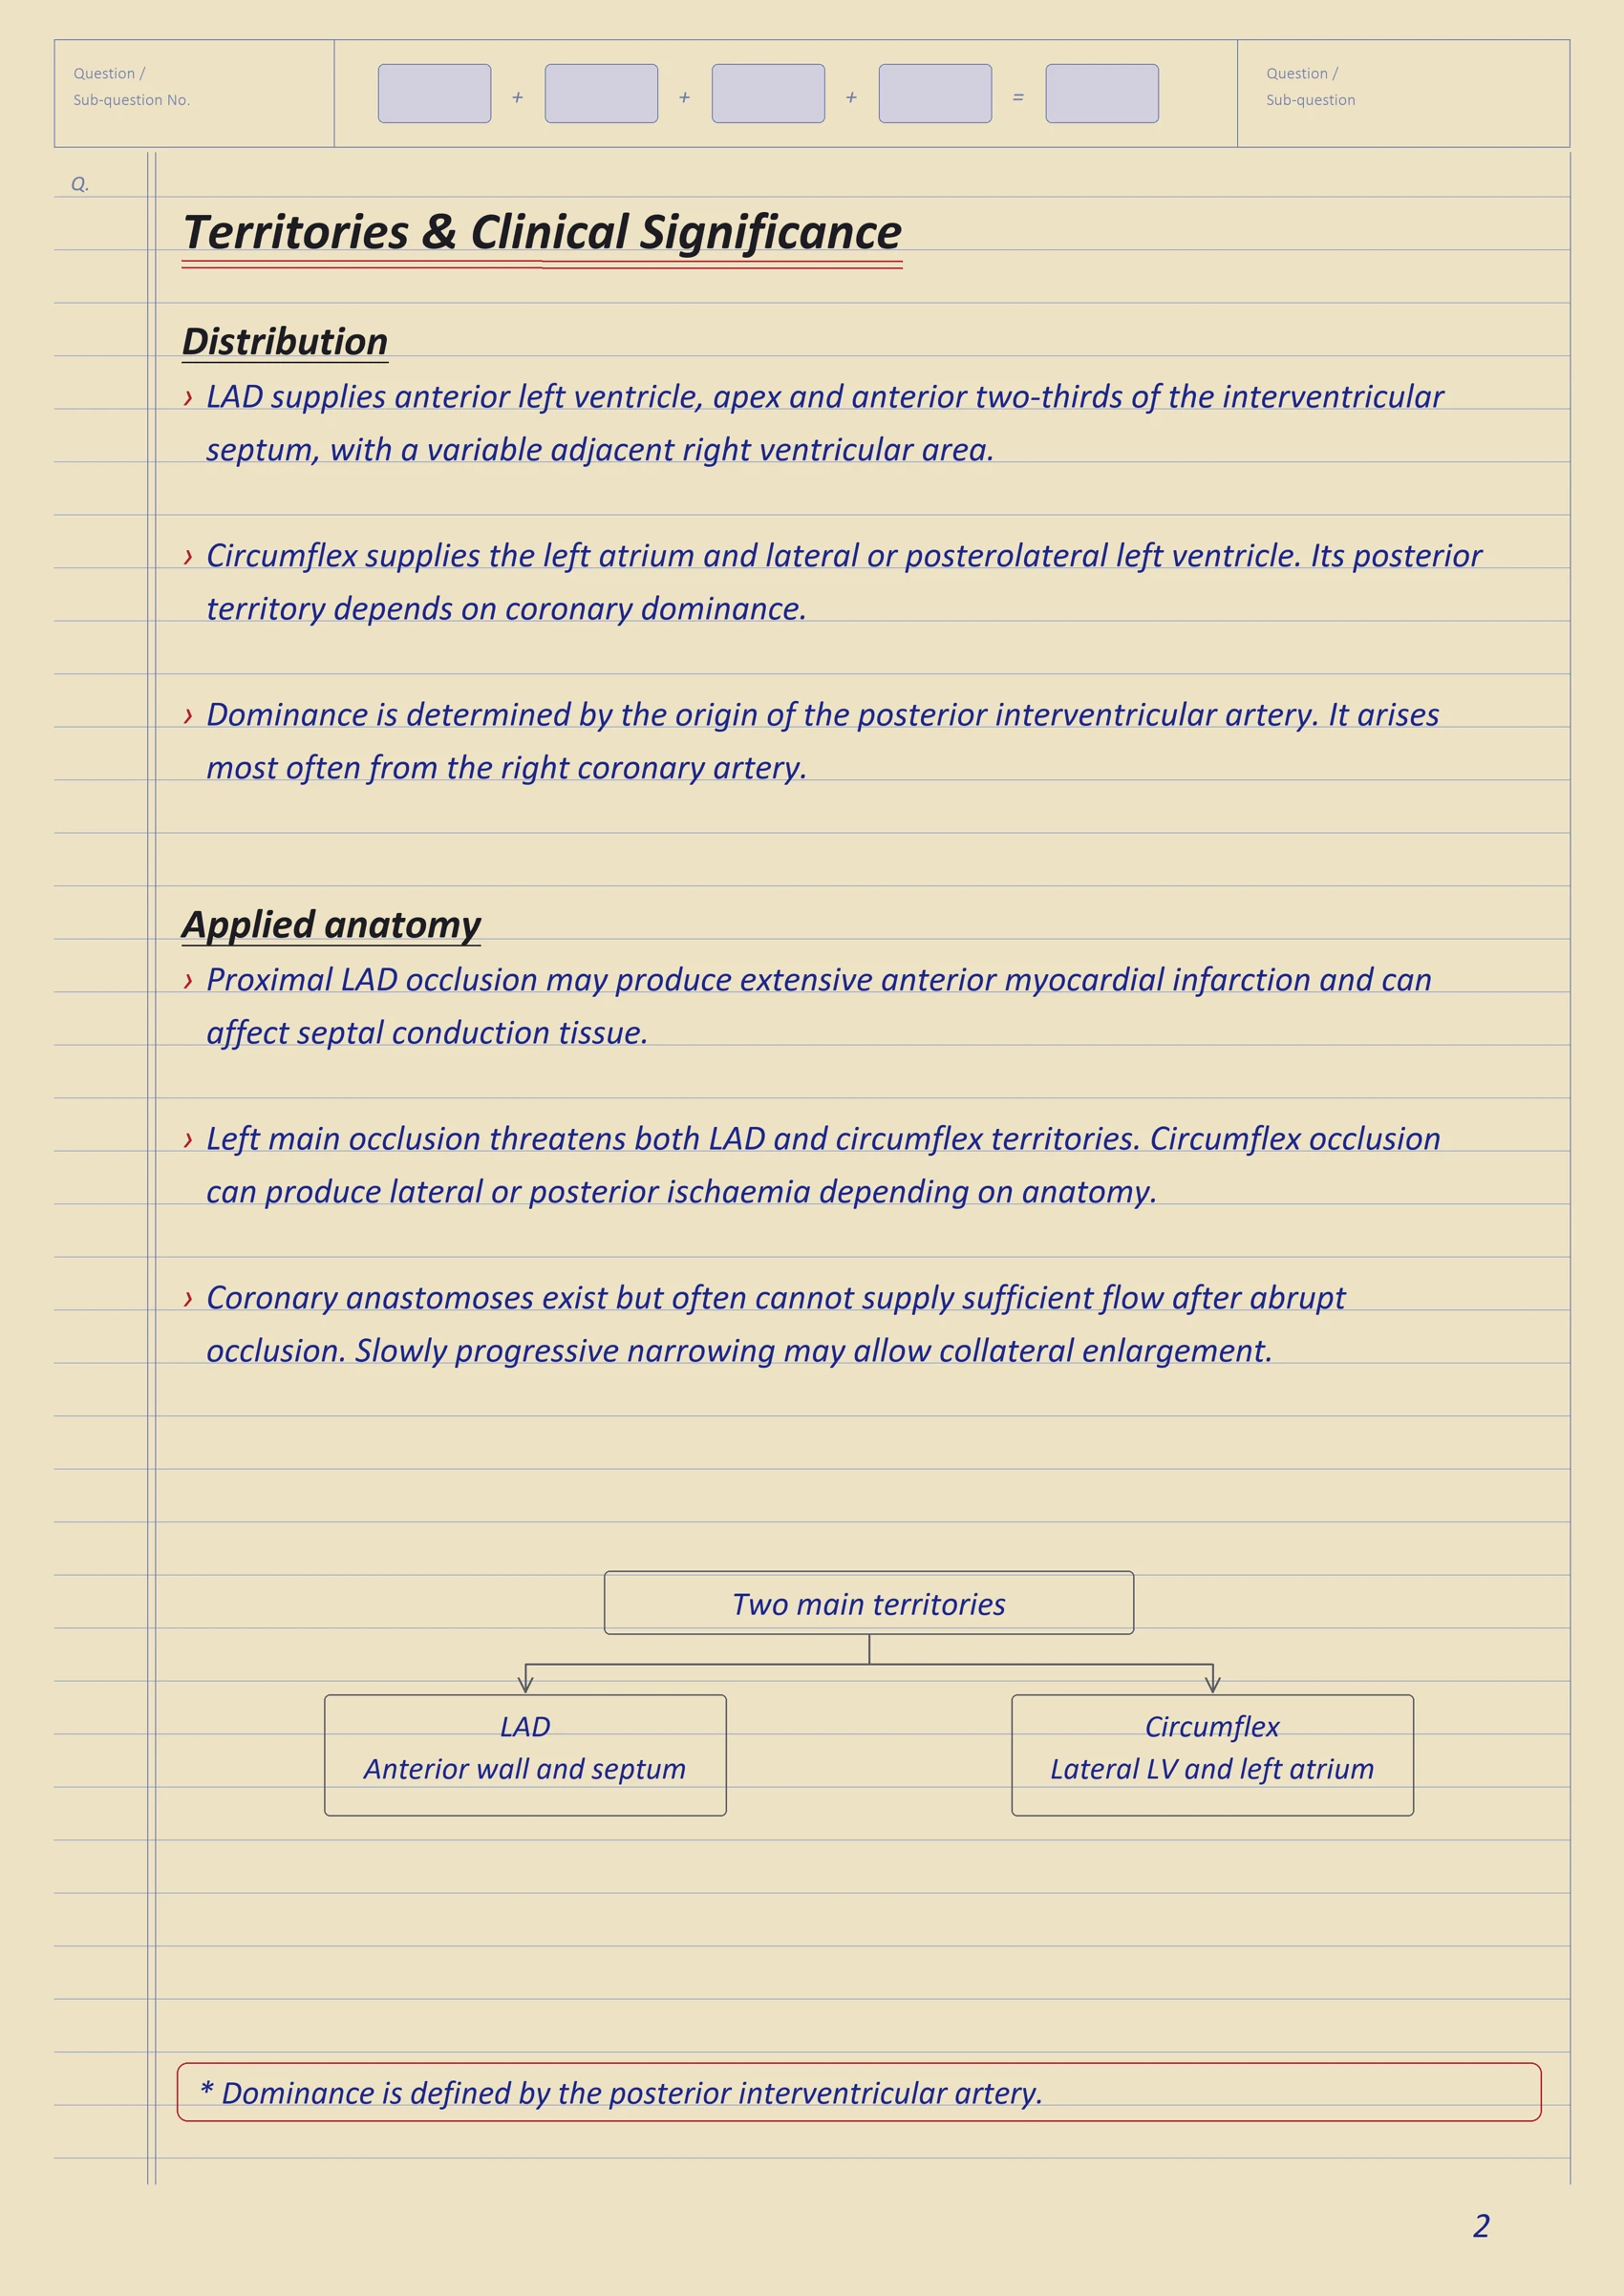 Question /
Sub-question No.
+ + + =
Question /
Sub-question
Q.
Territories & Clinical Significance
Distribution
› LAD supplies anterior left ventricle, apex and anterior two-thirds of the interventricular
septum, with a variable adjacent right ventricular area.
› Circumflex supplies the left atrium and lateral or posterolateral left ventricle. Its posterior
territory depends on coronary dominance.
› Dominance is determined by the origin of the posterior interventricular artery. It arises
most often from the right coronary artery.
Applied anatomy
› Proximal LAD occlusion may produce extensive anterior myocardial infarction and can
affect septal conduction tissue.
› Left main occlusion threatens both LAD and circumflex territories. Circumflex occlusion
can produce lateral or posterior ischaemia depending on anatomy.
› Coronary anastomoses exist but often cannot supply sufficient flow after abrupt
occlusion. Slowly progressive narrowing may allow collateral enlargement.
Two main territories
LAD
Anterior wall and septum
Circumflex
Lateral LV and left atrium
* Dominance is defined by the posterior interventricular artery.
2